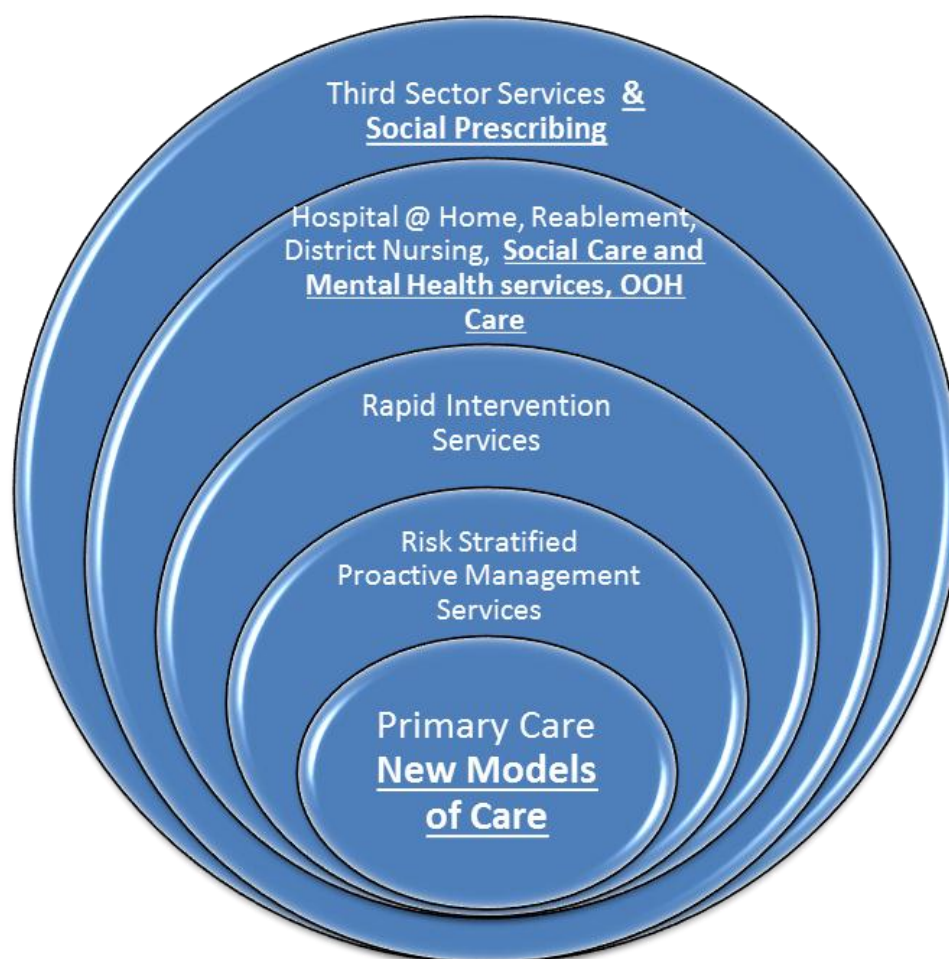 Third Sector Services &
Social Prescribing
Hospital @ Home, Reablement,
District Nursing, Social Care and
Mental Health services, OOH
Care
Rapid Intervention
Services
Risk Stratified
Proactive Management
Services
Primary Care
New Models
of Care